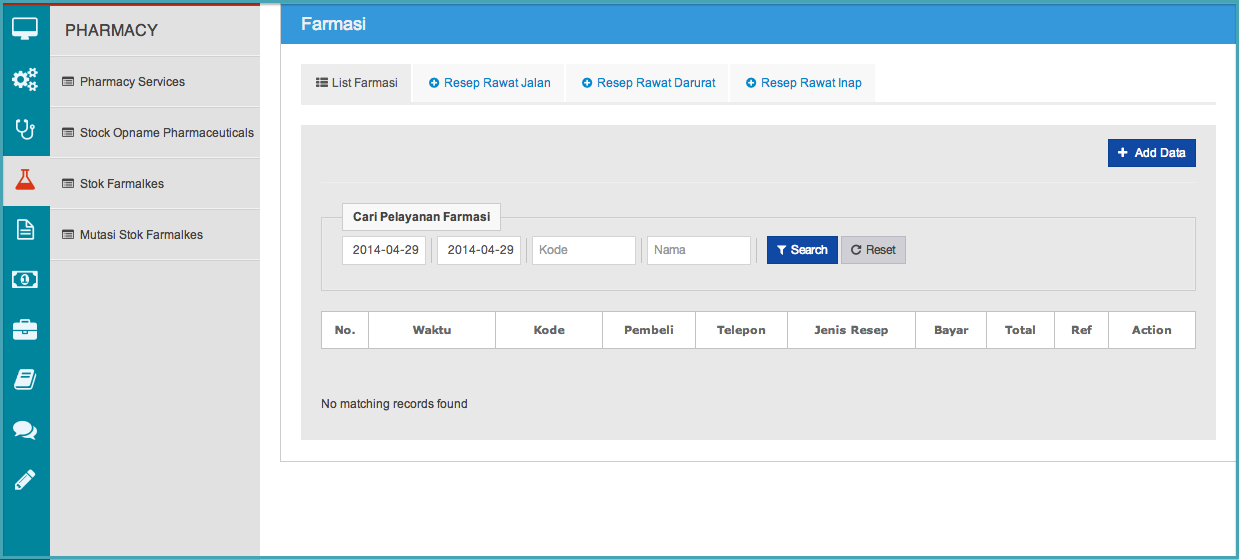 PHARMACY
Pharmacy Services
Stock Opname Pharmaceuticals
Stok Farmalkes
Mutasi Stok Farmalkes
Farmasi
List Farmasi Resep Rawat Jalan Resep Rawat Darurat Resep Rawat Inap
+ Add Data
Cari Pelayanan Farmasi
2014-04-29 2014-04-29 Kode Nama Search Reset
No. Waktu Kode Pembeli Telepon Jenis Resep Bayar Total Ref Action
No matching records found